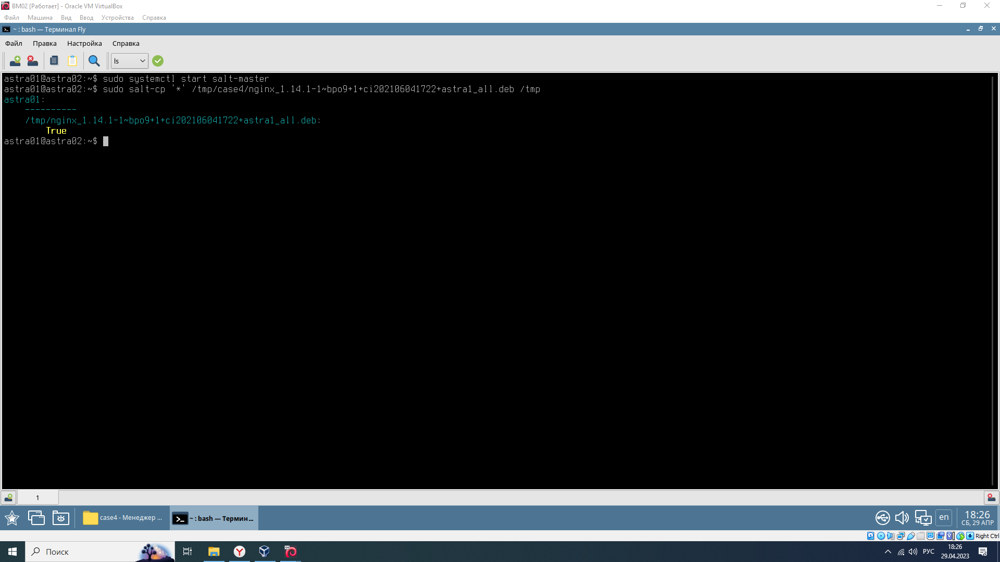 BM02 [Работает] - Oracle VM VirtualBox
Файл Машина Вид Ввод Устройства Справка
~ : bash — Терминал Fly
Файл Правка Настройка Справка
ls
astra01@astra02:~$ sudo systemctl start salt-master
astra01@astra02:~$ sudo salt-cp '*' /tmp/case4/nginx_1.14.1-1~bpo9+1+ci202106041722+astra1_all.deb /tmp
astra01:
----------
/tmp/nginx_1.14.1-1~bpo9+1+ci202106041722+astra1_all.deb:
True
astra01@astra02:~$
1
case4 - Менеджер ...
~ : bash — Термин...
en
18:26
СБ, 29 АПР
Right Ctrl
Поиск
64
РУС
18:26
29.04.2023